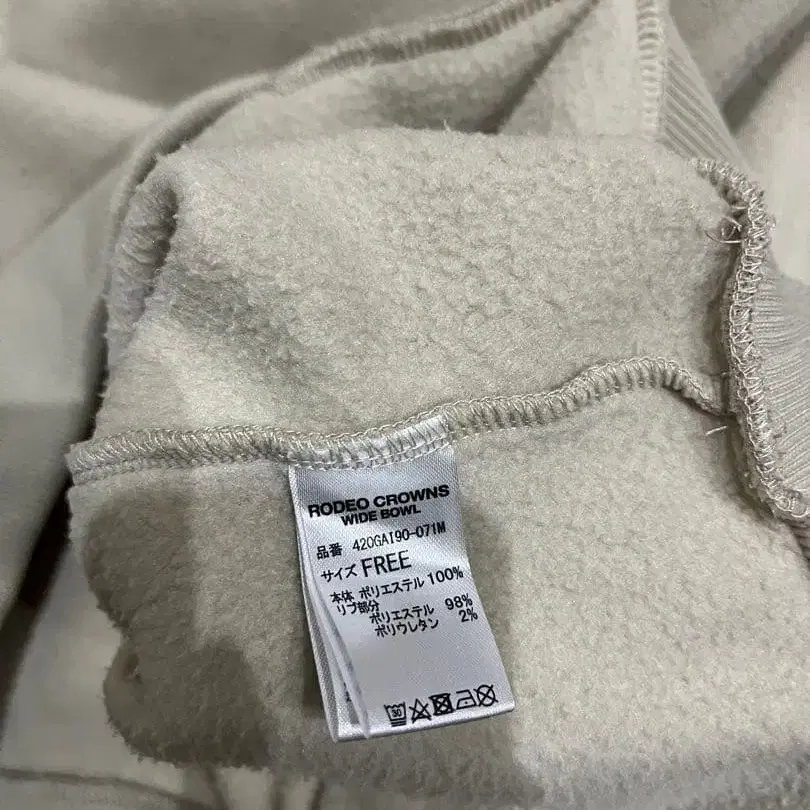 RODEO CROWNS
WIDE BOWL
品番 420GAI90-071M
サイズ FREE
本体 ポリエステル 100%
リブ部分
ポリエステル 98%
ポリウレタン 2%
30